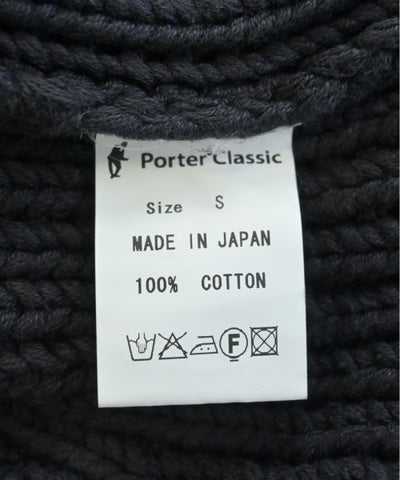 Porter Classic
Size S
MADE IN JAPAN
100% COTTON
F